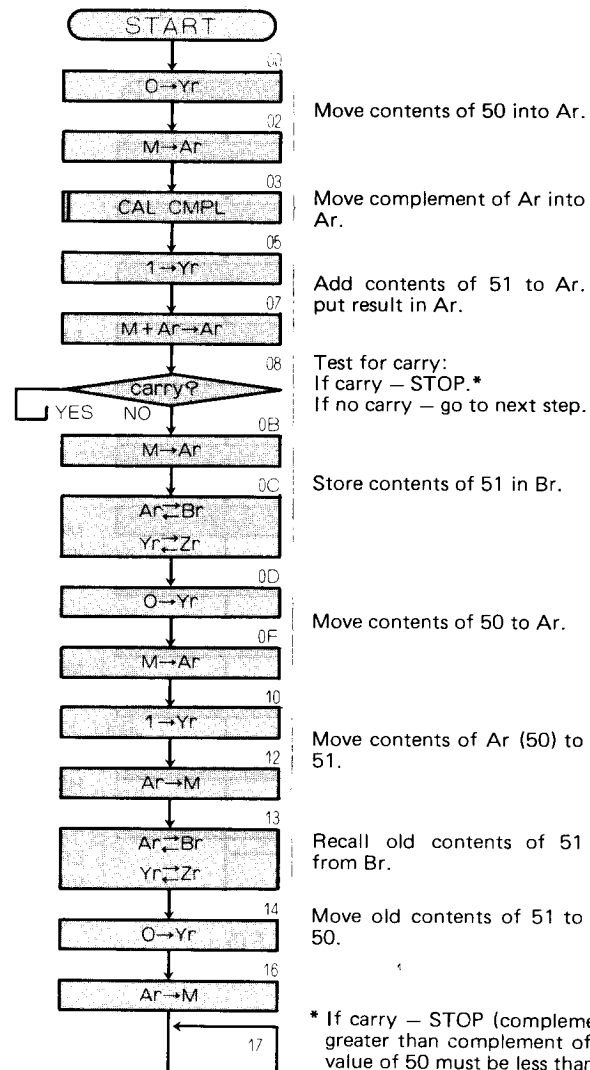 START
00
0→Yr
Move contents of 50 into Ar.
02
M→Ar
03
CAL CMPL
Move complement of Ar into
Ar.
05
1→Yr
Add contents of 51 to Ar.
put result in Ar.
07
M+Ar→Ar
08
carry?
YES NO
Test for carry:
If carry — STOP.*
If no carry — go to next step.
0B
M→Ar
Store contents of 51 in Br.
0C
Ar⇄Br
Yr⇄Zr
0D
0→Yr
Move contents of 50 to Ar.
0F
M→Ar
10
1→Yr
Move contents of Ar (50) to
51.
12
Ar→M
13
Ar⇄Br
Yr⇄Zr
Recall old contents of 51
from Br.
14
0→Yr
Move old contents of 51 to
50.
16
Ar→M
17
* If carry — STOP (compleme
greater than complement of
value of 50 must be less than